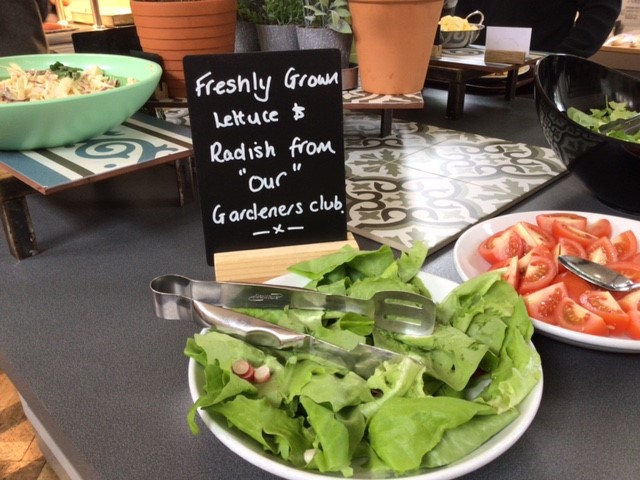 Freshly Grown
Lettuce &
Radish from
"Our"
Gardeners club.
—x—